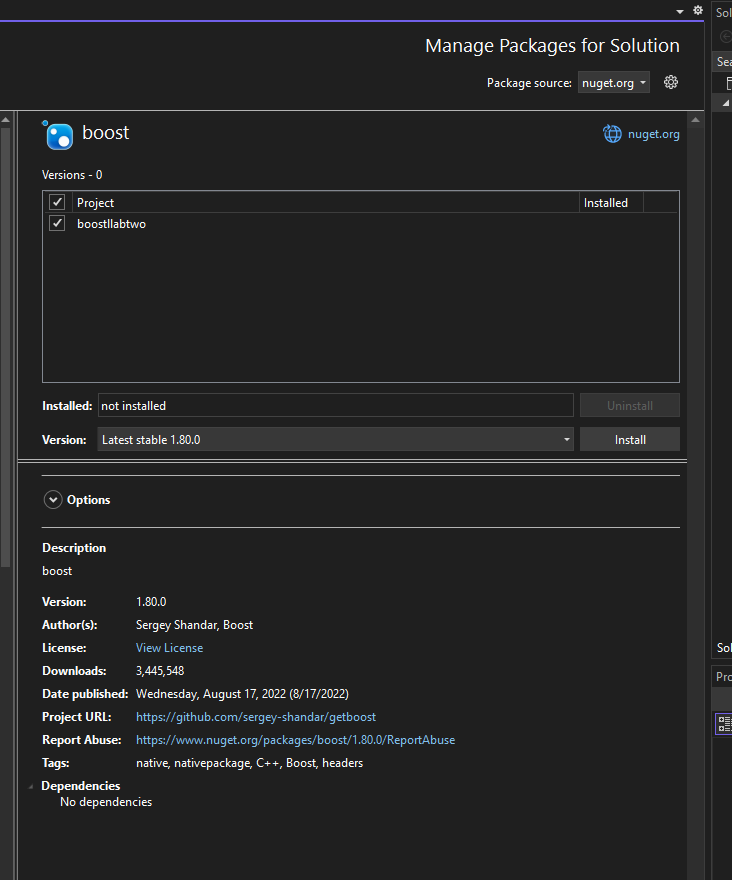 Sol
Manage Packages for Solution
Package source: nuget.org
Sea
boost
nuget.org
Versions - 0
Project Installed
boostllabtwo
Installed: not installed Uninstall
Version: Latest stable 1.80.0 Install
Options
Description
boost
Version: 1.80.0
Author(s): Sergey Shandar, Boost
License: View License
Sol
Downloads: 3,445,548
Pro
Date published: Wednesday, August 17, 2022 (8/17/2022)
Project URL: https://github.com/sergey-shandar/getboost
Report Abuse: https://www.nuget.org/packages/boost/1.80.0/ReportAbuse
Tags: native, nativepackage, C++, Boost, headers
Dependencies
No dependencies